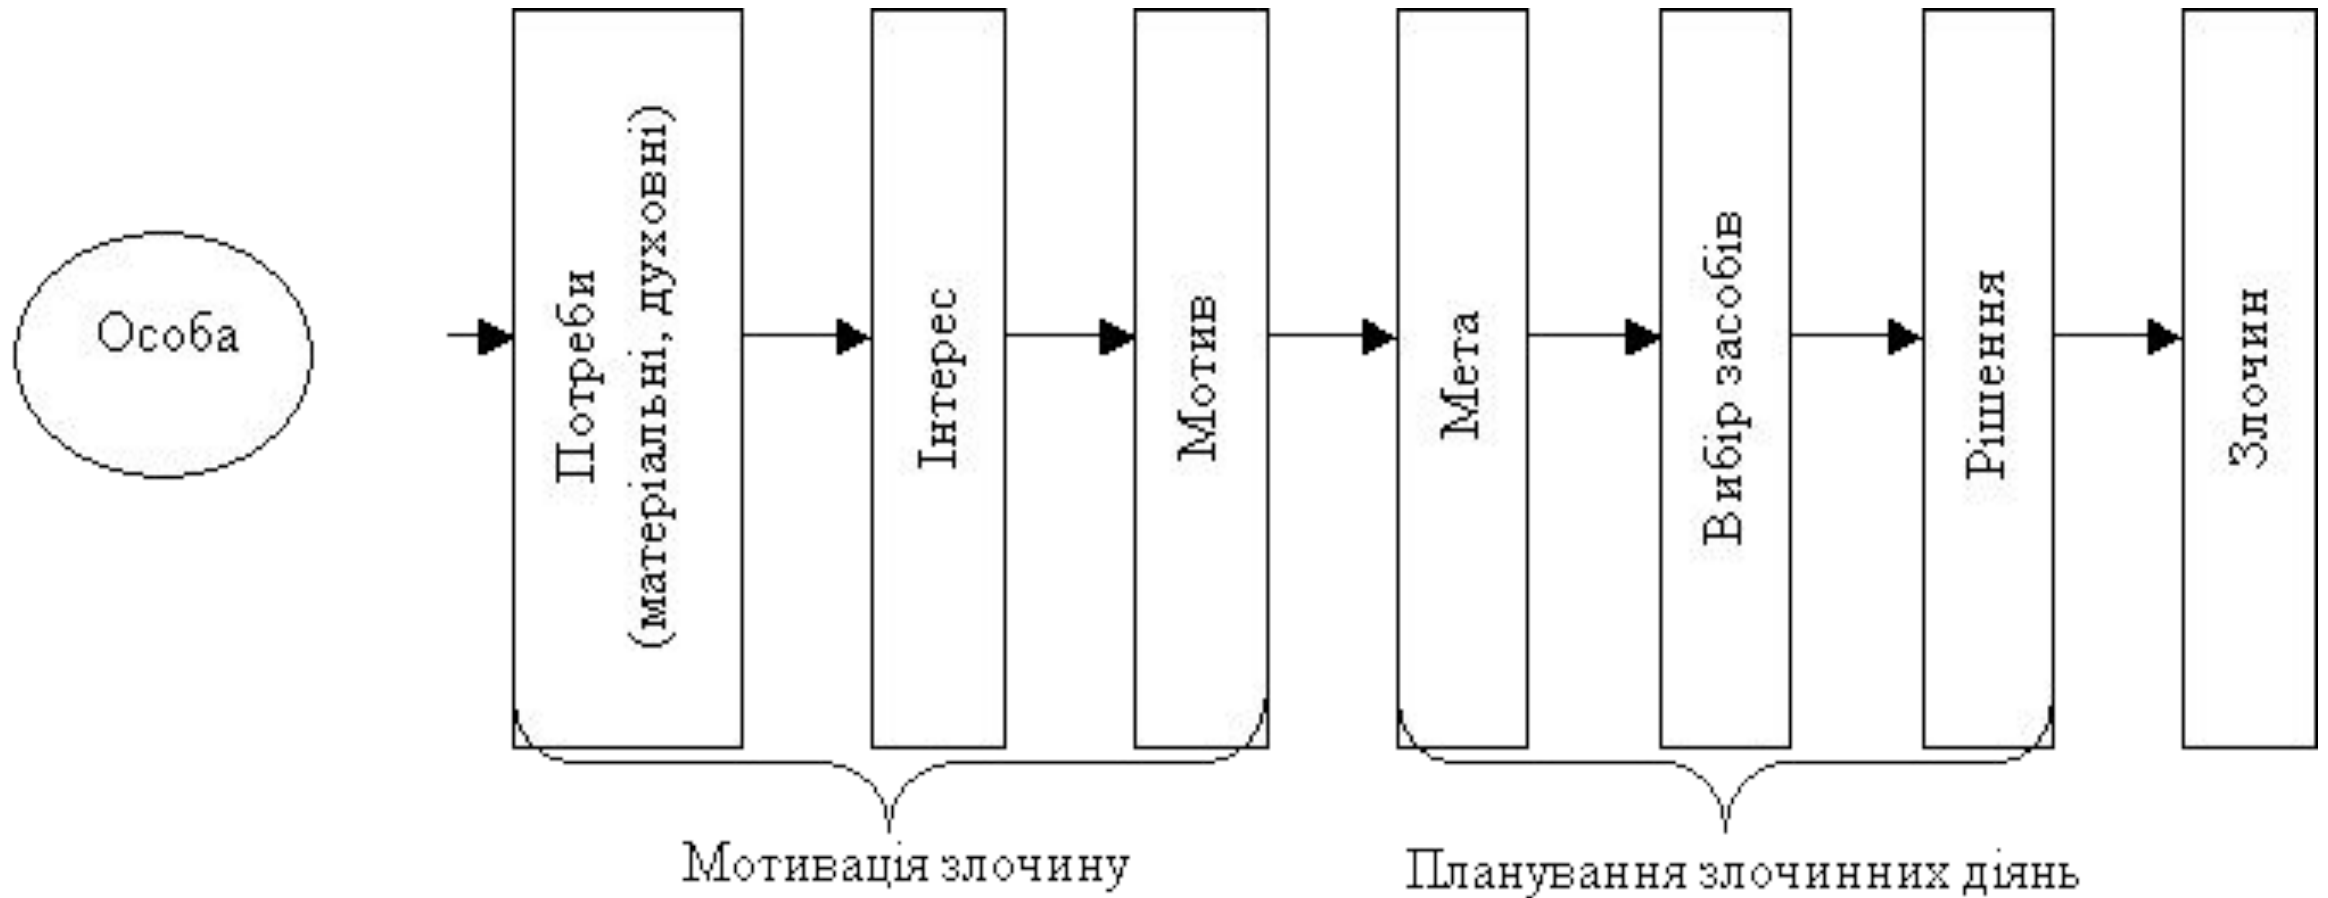 Особа
Потреби
(матеріальні, духовні)
Інтерес
Мотив
Мета
Вибір засобів
Рішення
Злочин
Мотивація злочину
Планування злочинних діянь